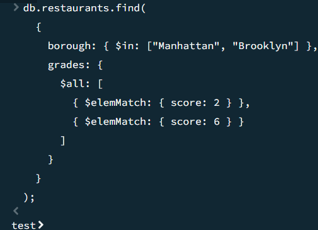 > db.restaurants.find(
{
borough: { $in: ["Manhattan", "Brooklyn"] },
grades: {
$all: [
{ $elemMatch: { score: 2 } },
{ $elemMatch: { score: 6 } }
]
}
}
);
<
test>